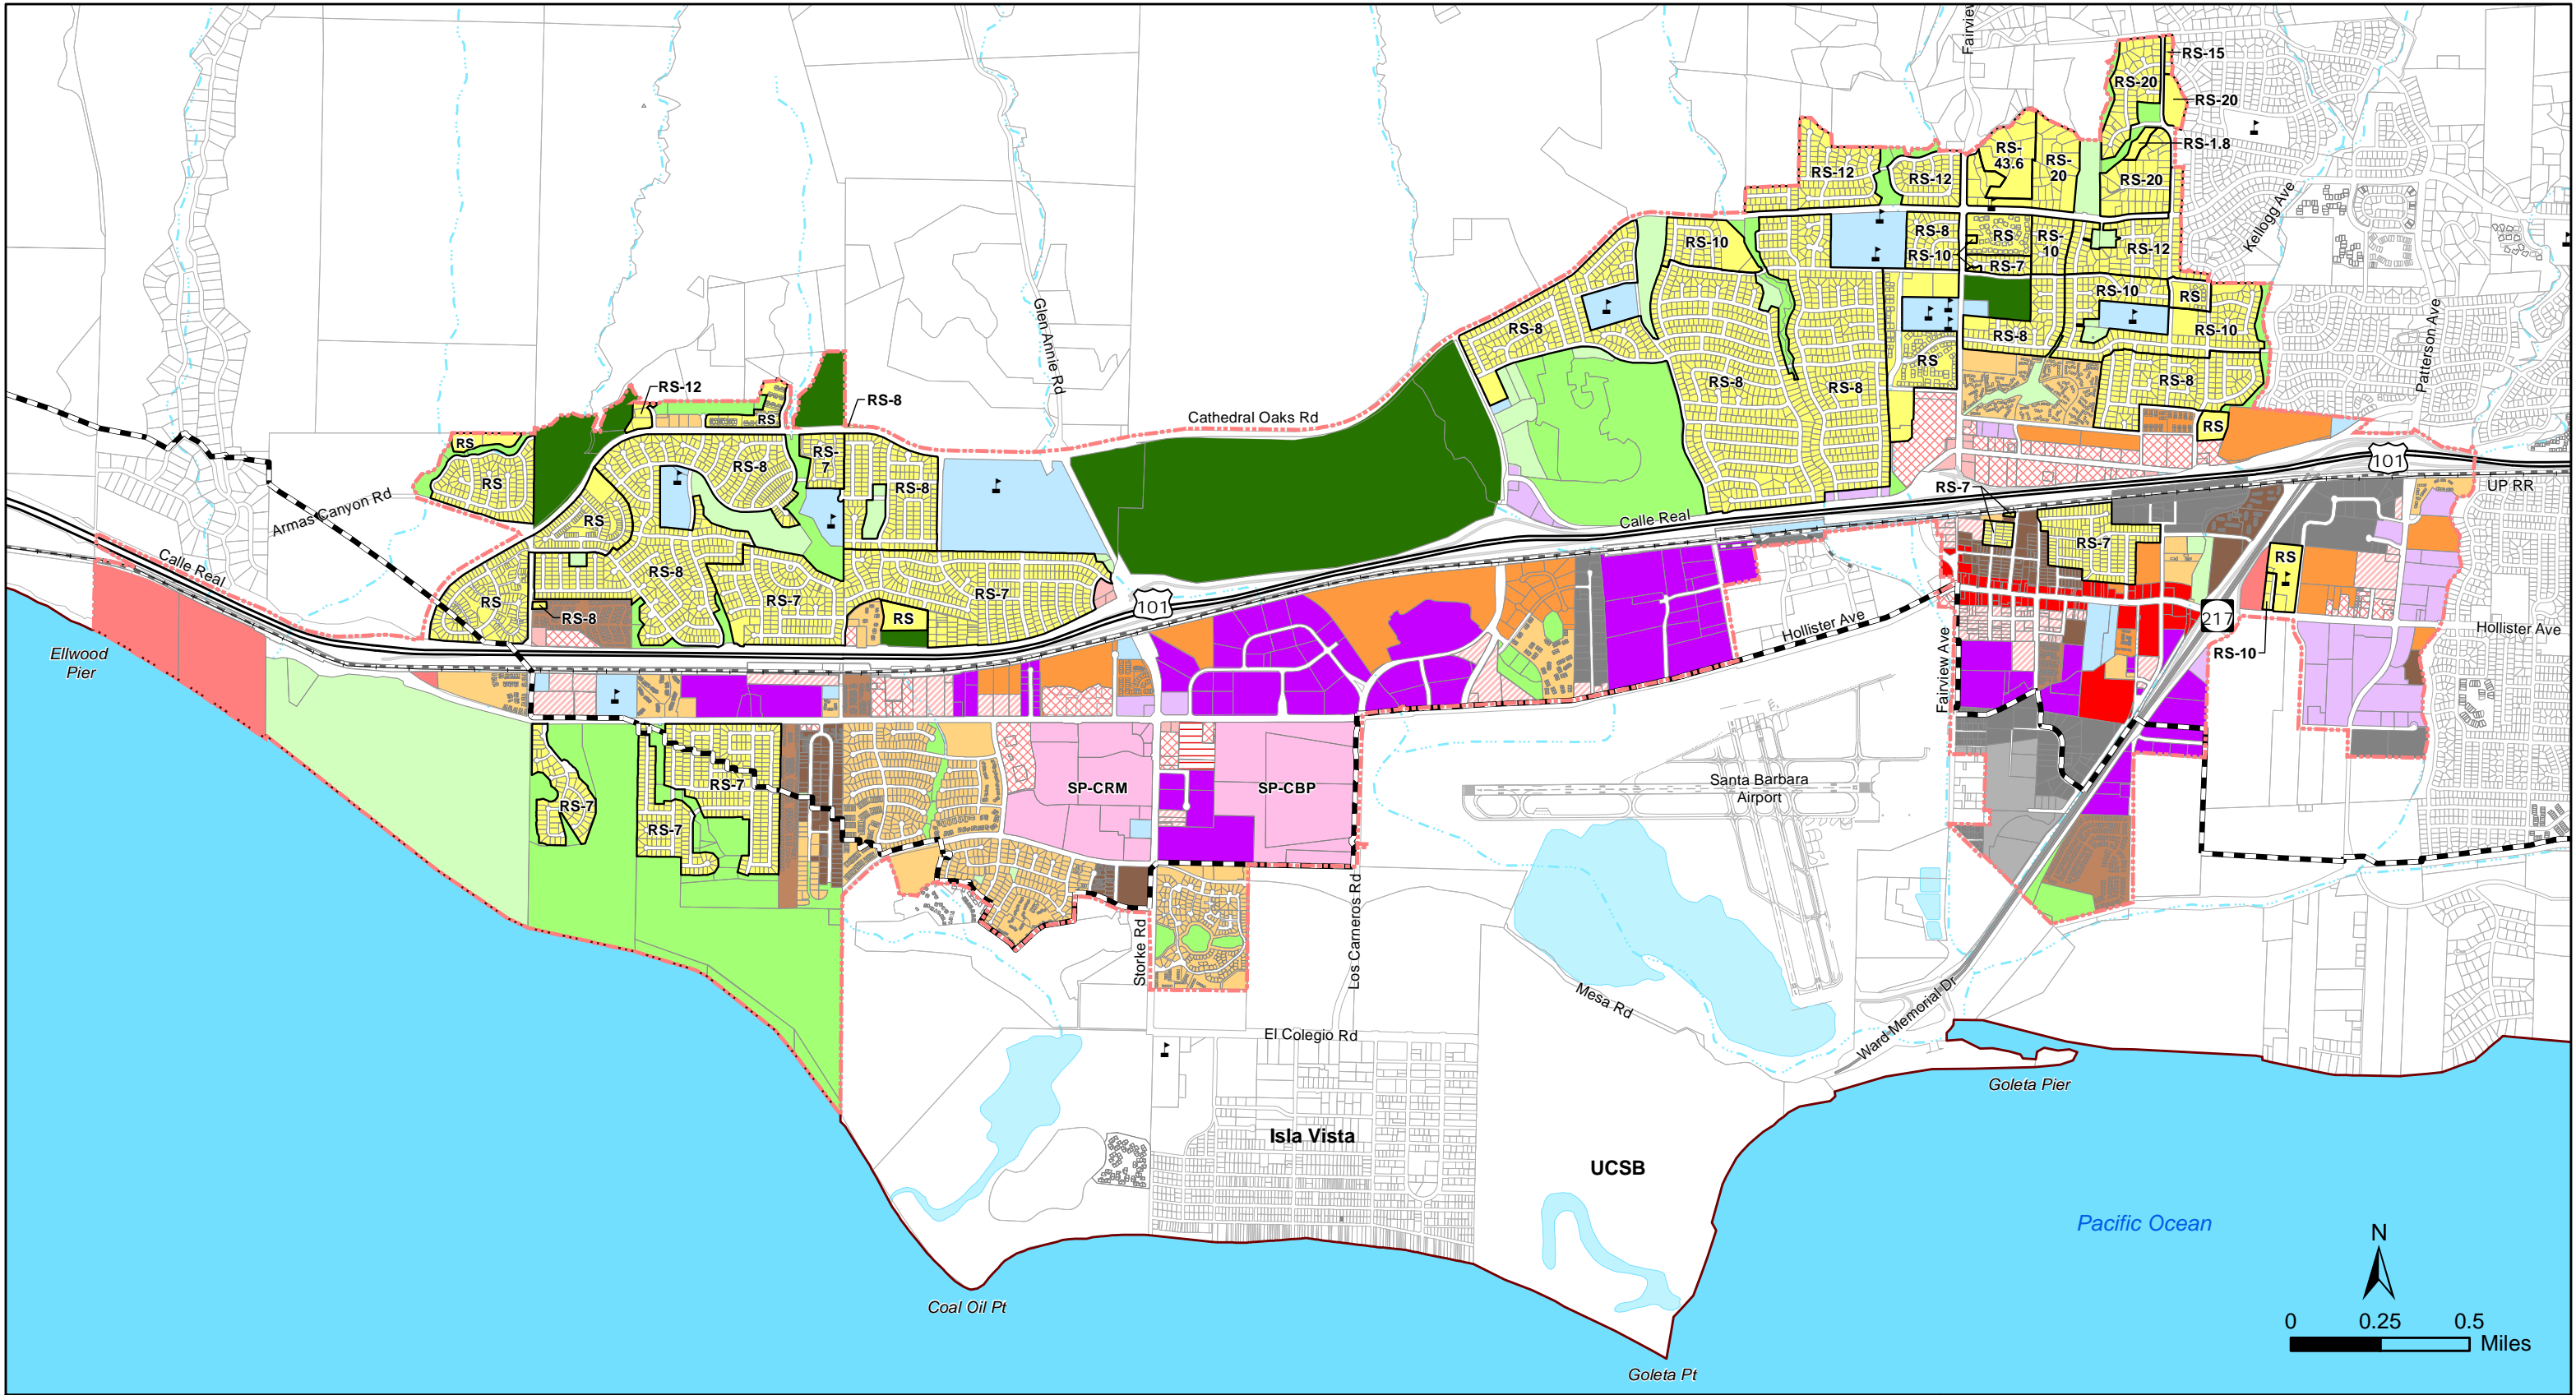 Fairview
RS-15
RS-20
RS-20
RS-1.8
RS-
43.6
RS-
20
RS-12
RS-12
RS-20
Kellogg Ave
RS-10
RS-8
RS
RS-
10
RS-12
RS-10
RS-7
RS-10
RS
Glen Annie Rd
RS-8
RS-8
RS-10
Patterson Ave
RS
RS-8
RS-8
RS-8
RS-12
RS-8
RS
Cathedral Oaks Rd
RS
RS
RS-8
RS-
7
RS
RS-8
101
UP RR
RS-7
Armas Canyon Rd
RS
Calle Real
RS-7
Calle Real
RS
RS-8
RS-7
RS-7
RS
101
RS
RS-8
217
Hollister Ave
Hollister Ave
RS-10
Ellwood
Pier
Fairview Ave
RS-7
RS-7
RS-7
SP-CRM
SP-CBP
Santa Barbara
Airport
Storke Rd
Los Carneros Rd
Mesa Rd
Ward Memorial Dr
El Colegio Rd
Goleta Pier
Isla Vista
UCSB
Pacific Ocean
N
Coal Oil Pt
0 0.25 0.5
Miles
Goleta Pt